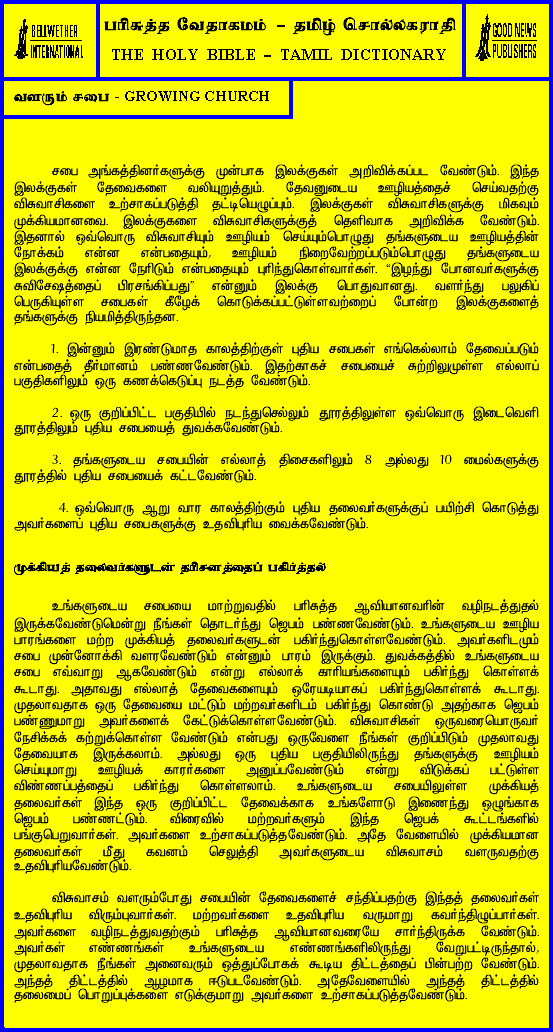 BELLWETHER
INTERNATIONAL
பரிசுத்த வேதாகமம் – தமிழ் சொல்லகராதி
THE HOLY BIBLE – TAMIL DICTIONARY
GOOD NEWS
PUBLISHERS
வளரும் சபை - GROWING CHURCH
சபை அங்கத்தினர்களுக்கு முன்பாக இலக்குகள் அறிவிக்கப்பட வேண்டும். இந்த
இலக்குகள் தேவைகளை வலியுறுத்தும். தேவனுடைய ஊழியத்தைச் செய்வதற்கு
விசுவாசிகளை உற்சாகப்படுத்தி தட்டியெழுப்பும். இலக்குகள் விசுவாசிகளுக்கு மிகவும்
முக்கியமானவை. இலக்குகளை விசுவாசிகளுக்குத் தெளிவாக அறிவிக்க வேண்டும்.
இதனால் ஒவ்வொரு விசுவாசியும் ஊழியம் செய்யும்பொழுது தங்களுடைய ஊழியத்தின்
நோக்கம் என்ன என்பதையும், ஊழியம் நிறைவேற்றப்படும்பொழுது தங்களுடைய
இலக்குக்கு என்ன நேரிடும் என்பதையும் புரிந்துகொள்வார்கள். “இழந்து போனவர்களுக்கு
சுவிசேஷத்தைப் பிரசங்கிப்பது” என்னும் இலக்கு பொதுவானது. வளர்ந்து பலுகிப்
பெருகியுள்ள சபைகள் கீழேக் கொடுக்கப்பட்டுள்ளவற்றைப் போன்ற இலக்குகளைத்
தங்களுக்கு நியமித்திருந்தன.
1. இன்னும் இரண்டுமாத காலத்திற்குள் புதிய சபைகள் எங்கெல்லாம் தேவைப்படும்
என்பதைத் தீர்மானம் பண்ணவேண்டும். இதற்காகச் சபையைச் சுற்றிலுமுள்ள எல்லாப்
பகுதிகளிலும் ஒரு கணக்கெடுப்பு நடத்த வேண்டும்.
2. ஒரு குறிப்பிட்ட பகுதியில் நடந்துசெல்லும் தூரத்திலுள்ள ஒவ்வொரு இடைவெளி
தூரத்திலும் புதிய சபையைத் துவக்கவேண்டும்.
3. தங்களுடைய சபையின் எல்லாத் திசைகளிலும் 8 அல்லது 10 மைல்களுக்கு
தூரத்தில் புதிய சபையைக் கட்டவேண்டும்.
4. ஒவ்வொரு ஆறு வார காலத்திற்கும் புதிய தலைவர்களுக்குப் பயிற்சி கொடுத்து
அவர்களைப் புதிய சபைகளுக்கு உதவிபுரிய வைக்கவேண்டும்.
முக்கியத் தலைவர்களுடன் தரிசனத்தைப் பகிர்த்தல்
உங்களுடைய சபையை மாற்றுவதில் பரிசுத்த ஆவியானவரின் வழிநடத்துதல்
இருக்கவேண்டுமென்று நீங்கள் தொடர்ந்து ஜெபம் பண்ணவேண்டும். உங்களுடைய ஊழிய
பாரங்களை மற்ற முக்கியத் தலைவர்களுடன் பகிர்ந்துகொள்ளவேண்டும். அவர்களிடமும்
சபை முன்னோக்கி வளரவேண்டும் என்னும் பாரம் இருக்கும். துவக்கத்தில் உங்களுடைய
சபை எவ்வாறு ஆகவேண்டும் என்று எல்லாக் காரியங்களையும் பகிர்ந்து கொள்ளக்
கூடாது. அதாவது எல்லாத் தேவைகளையும் ஒரேயடியாகப் பகிர்ந்துகொள்ளக் கூடாது.
முதலாவதாக ஒரு தேவையை மட்டும் மற்றவர்களிடம் பகிர்ந்து கொண்டு அதற்காக ஜெபம்
பண்ணுமாறு அவர்களைக் கேட்டுக்கொள்ளவேண்டும். விசுவாசிகள் ஒருவரையொருவர்
நேசிக்கக் கற்றுக்கொள்ள வேண்டும் என்பது ஒருவேளை நீங்கள் குறிப்பிடும் முதலாவது
தேவையாக இருக்கலாம். அல்லது ஒரு புதிய பகுதியிலிருந்து தங்களுக்கு ஊழியம்
செய்யுமாறு ஊழியக் காரர்களை அனுப்பவேண்டும் என்று விடுக்கப் பட்டுள்ள
விண்ணப்பத்தைப் பகிர்ந்து கொள்ளலாம். உங்களுடைய சபையிலுள்ள முக்கியத்
தலைவர்கள் இந்த ஒரு குறிப்பிட்ட தேவைக்காக உங்களோடு இணைந்து ஒழுங்காக
ஜெபம் பண்ணட்டும். விரைவில் மற்றவர்களும் இந்த ஜெபக் கூட்டங்களில்
பங்குபெறுவார்கள். அவர்களை உற்சாகப்படுத்தவேண்டும். அதே வேளையில் முக்கியமான
தலைவர்கள் மீது கவனம் செலுத்தி அவர்களுடைய விசுவாசம் வளருவதற்கு
உதவிபுரியவேண்டும்.
விசுவாசம் வளரும்போது சபையின் தேவைகளைச் சந்திப்பதற்கு இந்தத் தலைவர்கள்
உதவிபுரிய விரும்புவார்கள். மற்றவர்களை உதவிபுரிய வருமாறு கவர்ந்திழுப்பார்கள்.
அவர்களை வழிநடத்துவதற்கும் பரிசுத்த ஆவியானவரையே சார்ந்திருக்க வேண்டும்.
அவர்கள் எண்ணங்கள் உங்களுடைய எண்ணங்களிலிருந்து வேறுபட்டிருந்தால்,
முதலாவதாக நீங்கள் அனைவரும் ஒத்துப்போகக் கூடிய திட்டத்தைப் பின்பற்ற வேண்டும்.
அந்தத் திட்டத்தில் ஆழமாக ஈடுபடவேண்டும். அதேவேளையில் அந்தத் திட்டத்தில்
தலைமைப் பொறுப்புக்களை எடுக்குமாறு அவர்களை உற்சாகப்படுத்தவேண்டும்.